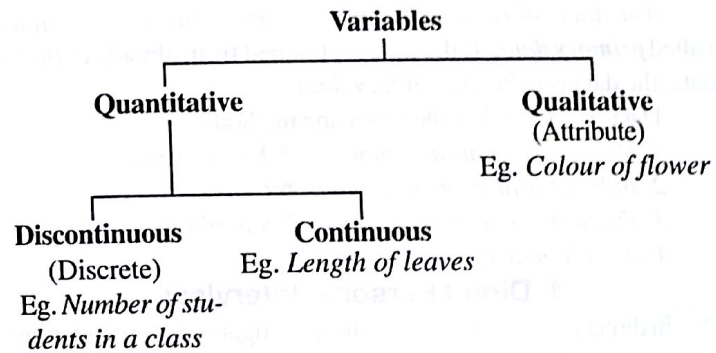 Variables
Quantitative
Qualitative
(Attribute)
Eg. Colour of flower
Discontinuous
(Discrete)
Eg. Number of stu-
dents in a class
Continuous
Eg. Length of leaves